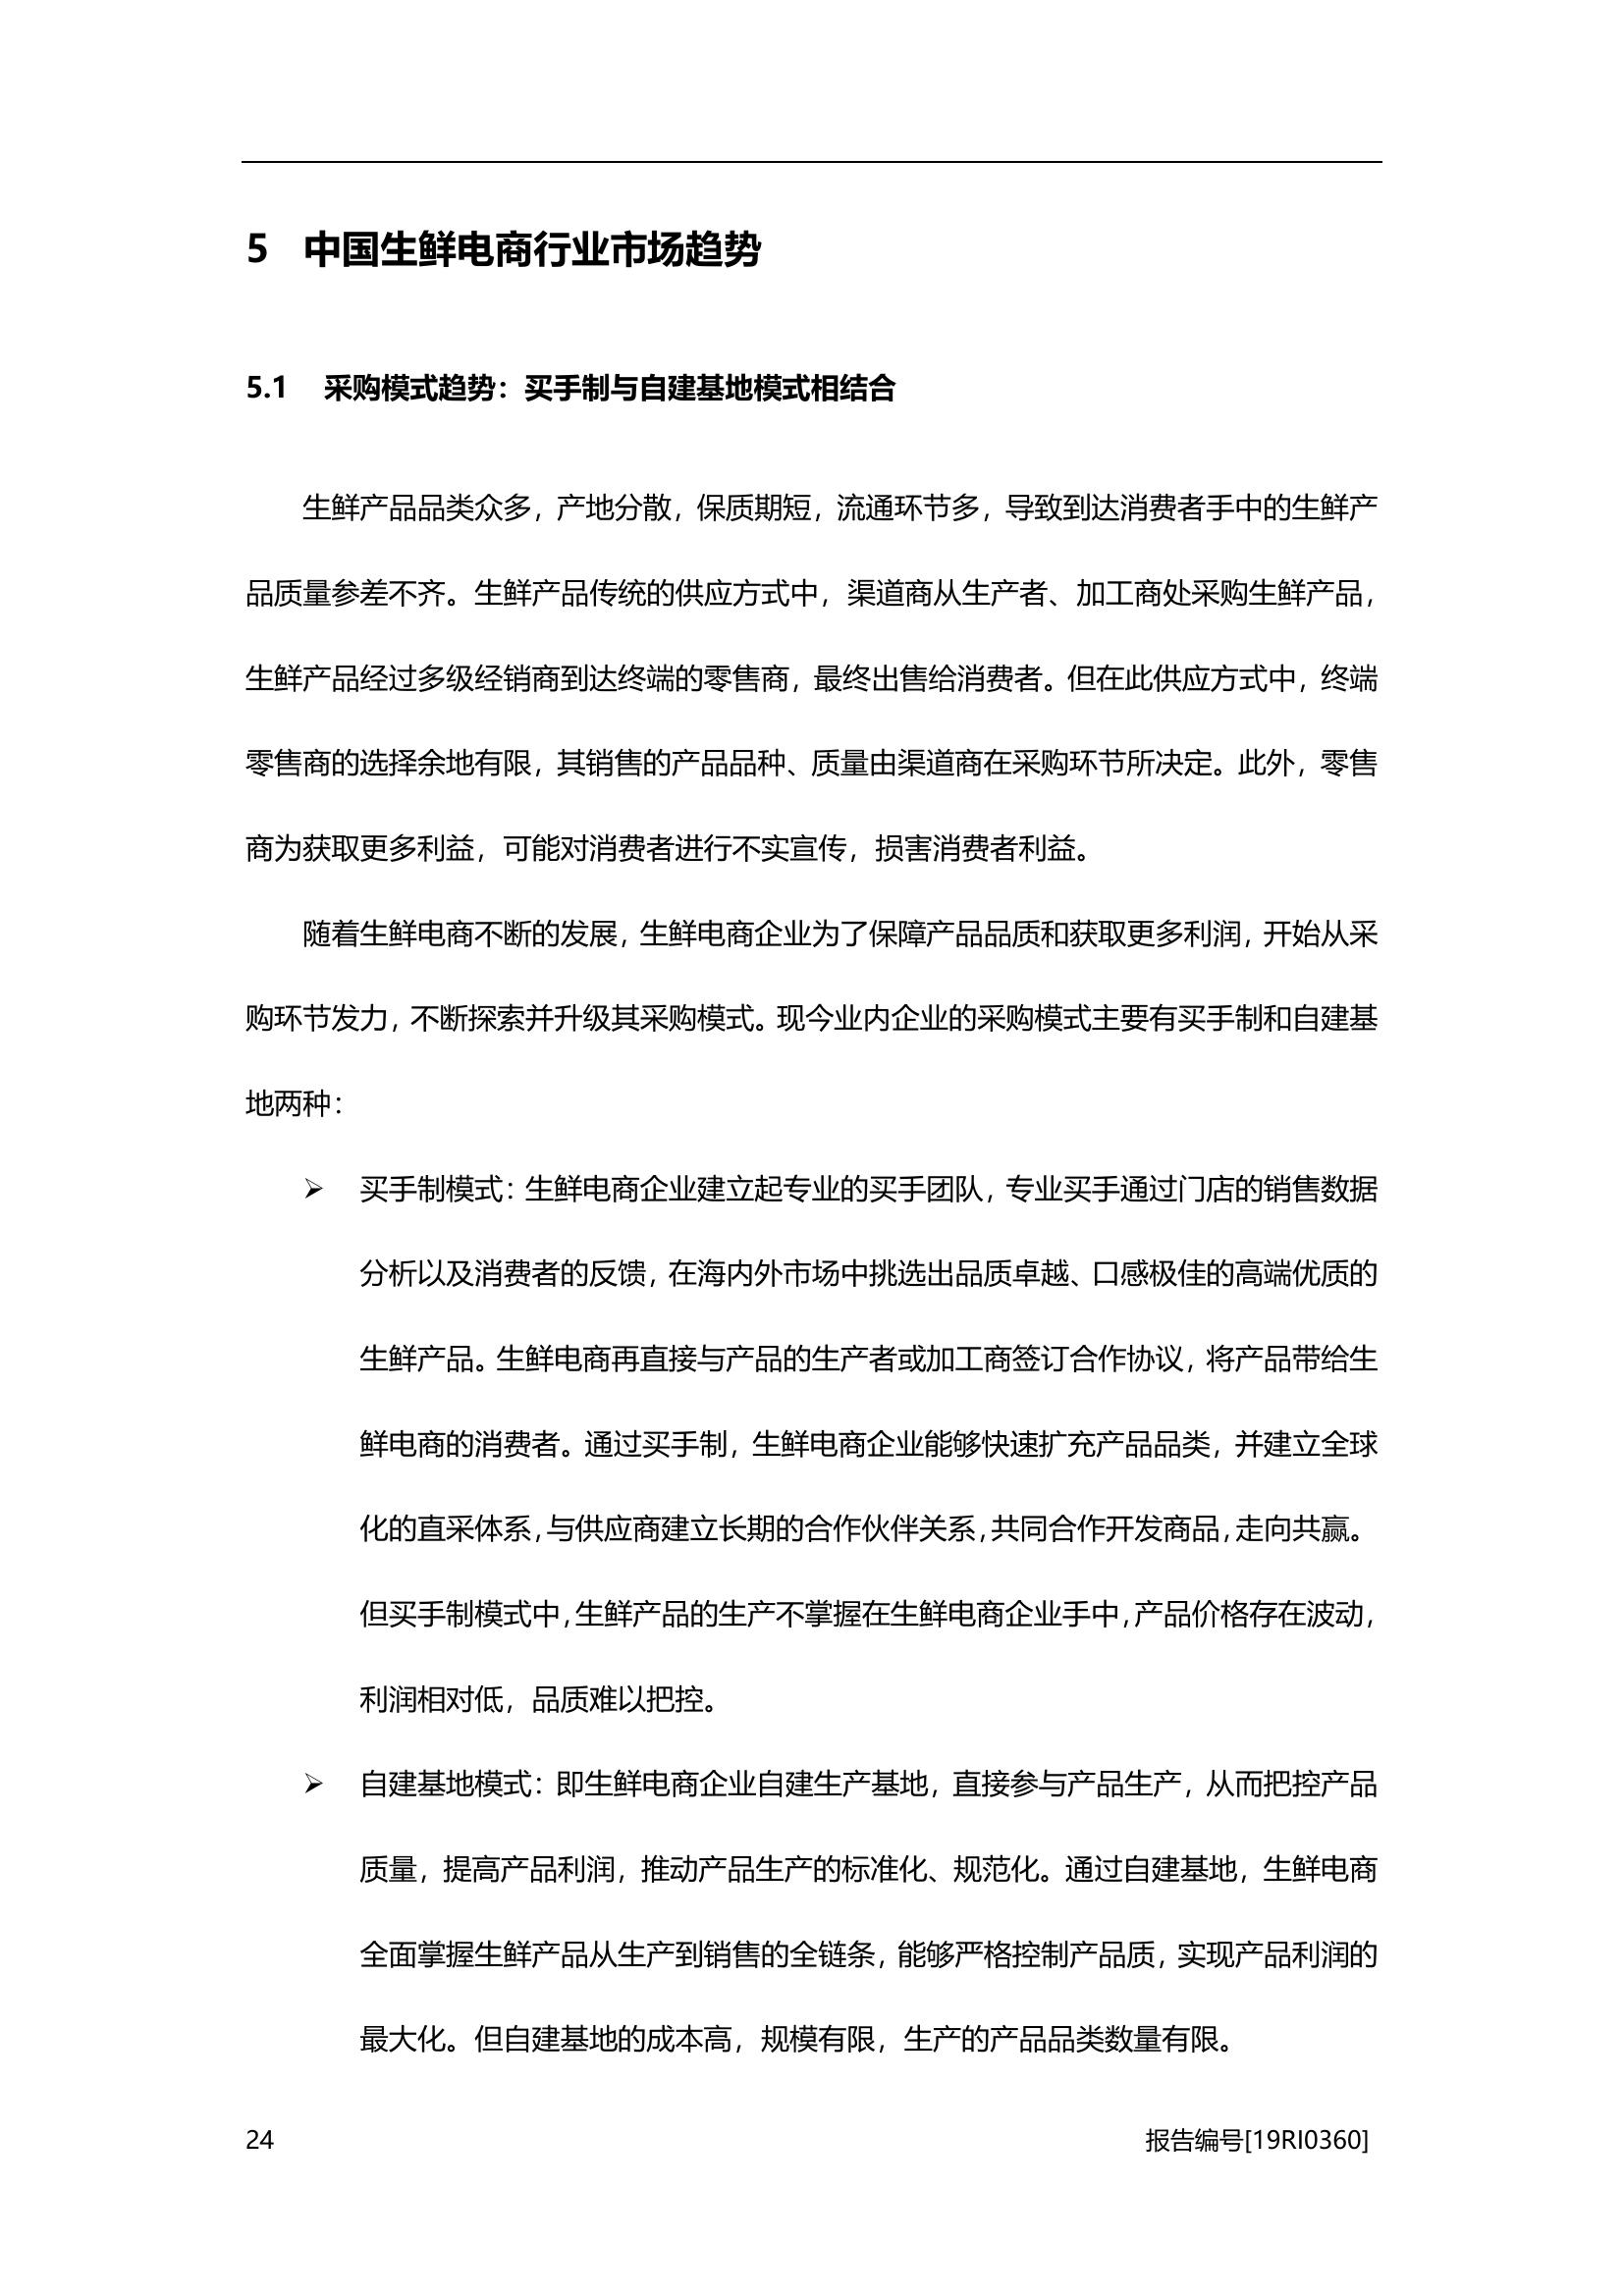 5 中国生鲜电商行业市场趋势
5.1 采购模式趋势：买手制与自建基地模式相结合
生鲜产品品类众多，产地分散，保质期短，流通环节多，导致到达消费者手中的生鲜产
品质量参差不齐。生鲜产品传统的供应方式中，渠道商从生产者、加工商处采购生鲜产品，
生鲜产品经过多级经销商到达终端的零售商，最终出售给消费者。但在此供应方式中，终端
零售商的选择余地有限，其销售的产品品种、质量由渠道商在采购环节所决定。此外，零售
商为获取更多利益，可能对消费者进行不实宣传，损害消费者利益。
随着生鲜电商不断的发展，生鲜电商企业为了保障产品品质和获取更多利润，开始从采
购环节发力，不断探索并升级其采购模式。现今业内企业的采购模式主要有买手制和自建基
地两种：
➢ 买手制模式：生鲜电商企业建立起专业的买手团队，专业买手通过门店的销售数据
分析以及消费者的反馈，在海内外市场中挑选出品质卓越、口感极佳的高端优质的
生鲜产品。生鲜电商再直接与产品的生产者或加工商签订合作协议，将产品带给生
鲜电商的消费者。通过买手制，生鲜电商企业能够快速扩充产品品类，并建立全球
化的直采体系，与供应商建立长期的合作伙伴关系，共同合作开发商品，走向共赢。
但买手制模式中，生鲜产品的生产不掌握在生鲜电商企业手中，产品价格存在波动，
利润相对低，品质难以把控。
➢ 自建基地模式：即生鲜电商企业自建生产基地，直接参与产品生产，从而把控产品
质量，提高产品利润，推动产品生产的标准化、规范化。通过自建基地，生鲜电商
全面掌握生鲜产品从生产到销售的全链条，能够严格控制产品质，实现产品利润的
最大化。但自建基地的成本高，规模有限，生产的产品品类数量有限。
24 报告编号[19RI0360]